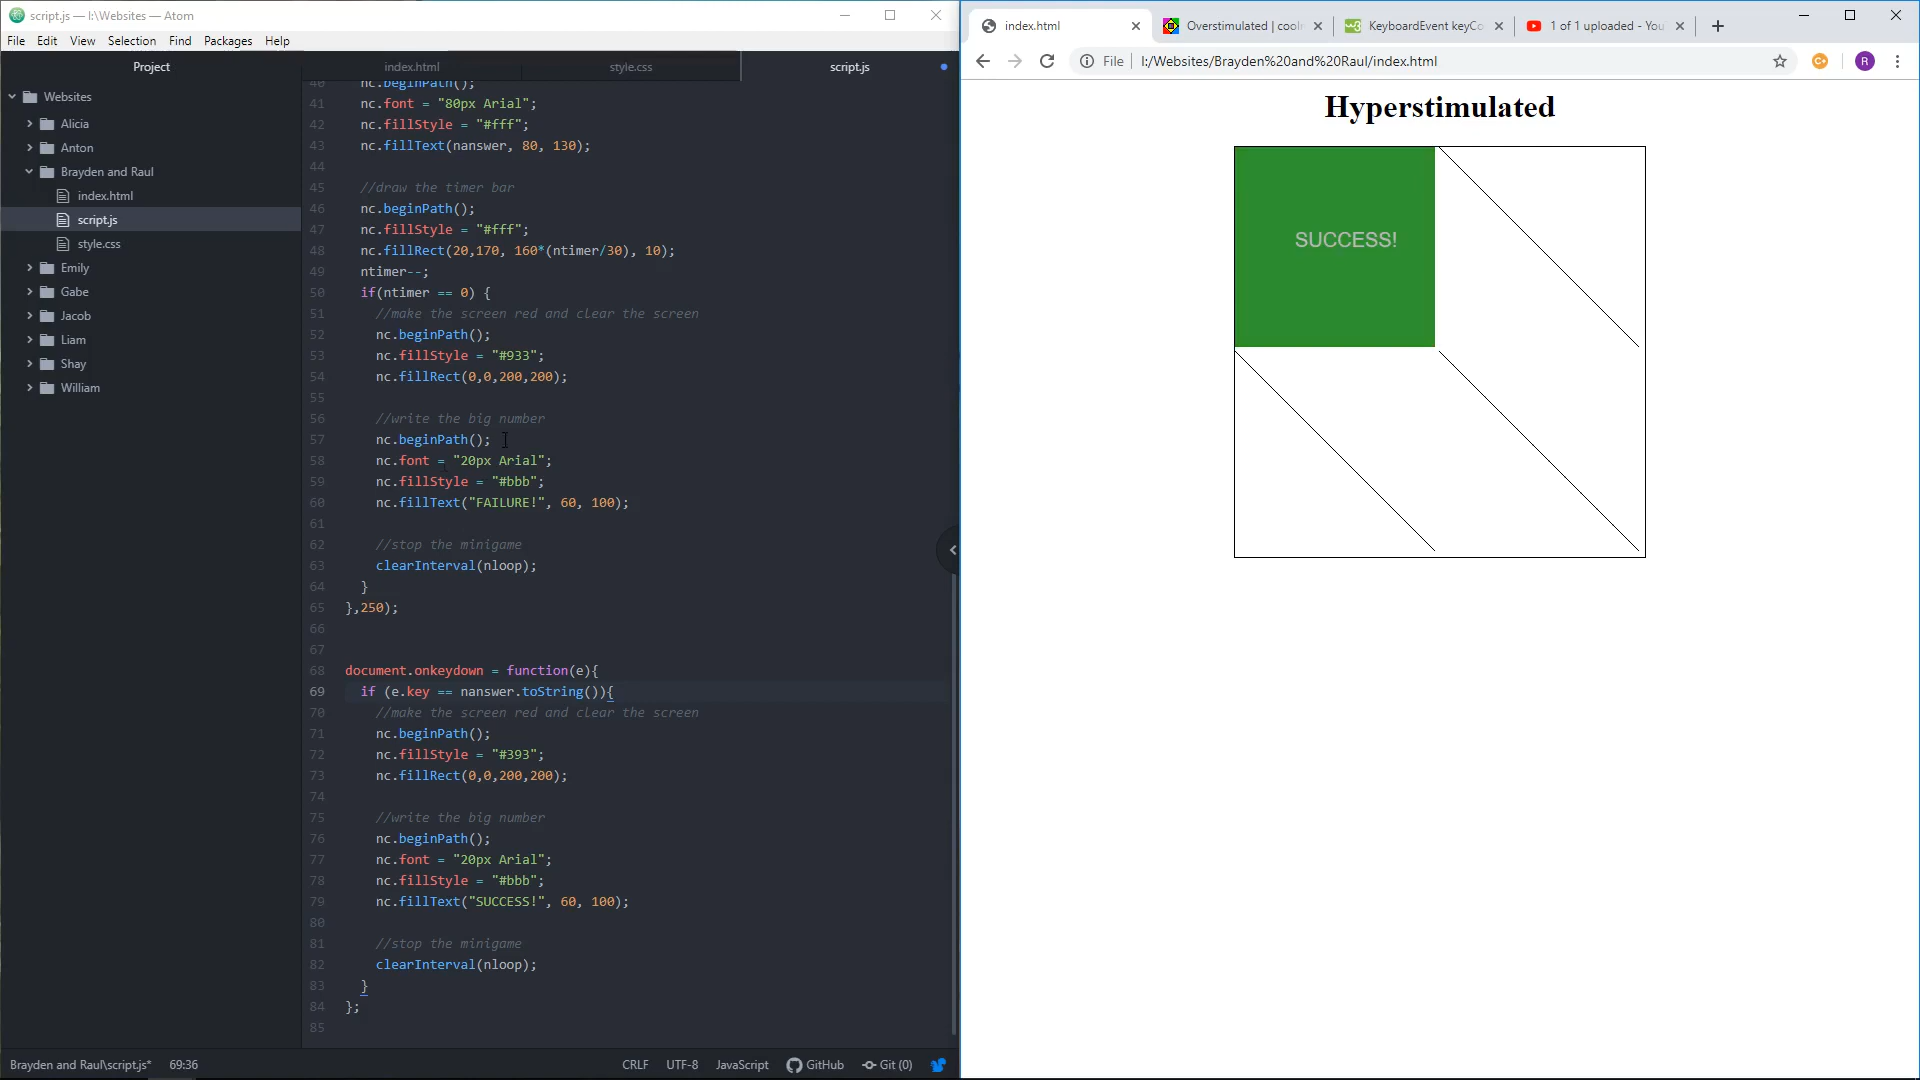 script.js — I:\Websites — Atom
File Edit View Selection Find Packages Help
Project
Websites
Alicia
Anton
Brayden and Raul
index.html
script.js
style.css
Emily
Gabe
Jacob
Liam
Shay
William
index.html style.css script.js
40 nc.beginPath();
41 nc.font = "80px Arial";
42 nc.fillStyle = "#fff";
43 nc.fillText(nanswer, 80, 130);
44
45 //draw the timer bar
46 nc.beginPath();
47 nc.fillStyle = "#fff";
48 nc.fillRect(20,170, 160*(ntimer/30), 10);
49 ntimer--;
50 if(ntimer == 0) {
51 //make the screen red and clear the screen
52 nc.beginPath();
53 nc.fillStyle = "#933";
54 nc.fillRect(0,0,200,200);
55
56 //write the big number
57 nc.beginPath();
58 nc.font = "20px Arial";
59 nc.fillStyle = "#bbb";
60 nc.fillText("FAILURE!", 60, 100);
61
62 //stop the minigame
63 clearInterval(nloop);
64 }
65 },250);
66
67
68 document.onkeydown = function(e){
69 if (e.key == nanswer.toString()){
70 //make the screen red and clear the screen
71 nc.beginPath();
72 nc.fillStyle = "#393";
73 nc.fillRect(0,0,200,200);
74
75 //write the big number
76 nc.beginPath();
77 nc.font = "20px Arial";
78 nc.fillStyle = "#bbb";
79 nc.fillText("SUCCESS!", 60, 100);
80
81 //stop the minigame
82 clearInterval(nloop);
83 }
84 };
85
Brayden and Raul\script.js* 69:36 CRLF UTF-8 JavaScript GitHub Git (0)
index.html Overstimulated | cool KeyboardEvent keyCo 1 of 1 uploaded - You
File I:/Websites/Brayden%20and%20Raul/index.html R
Hyperstimulated
SUCCESS!